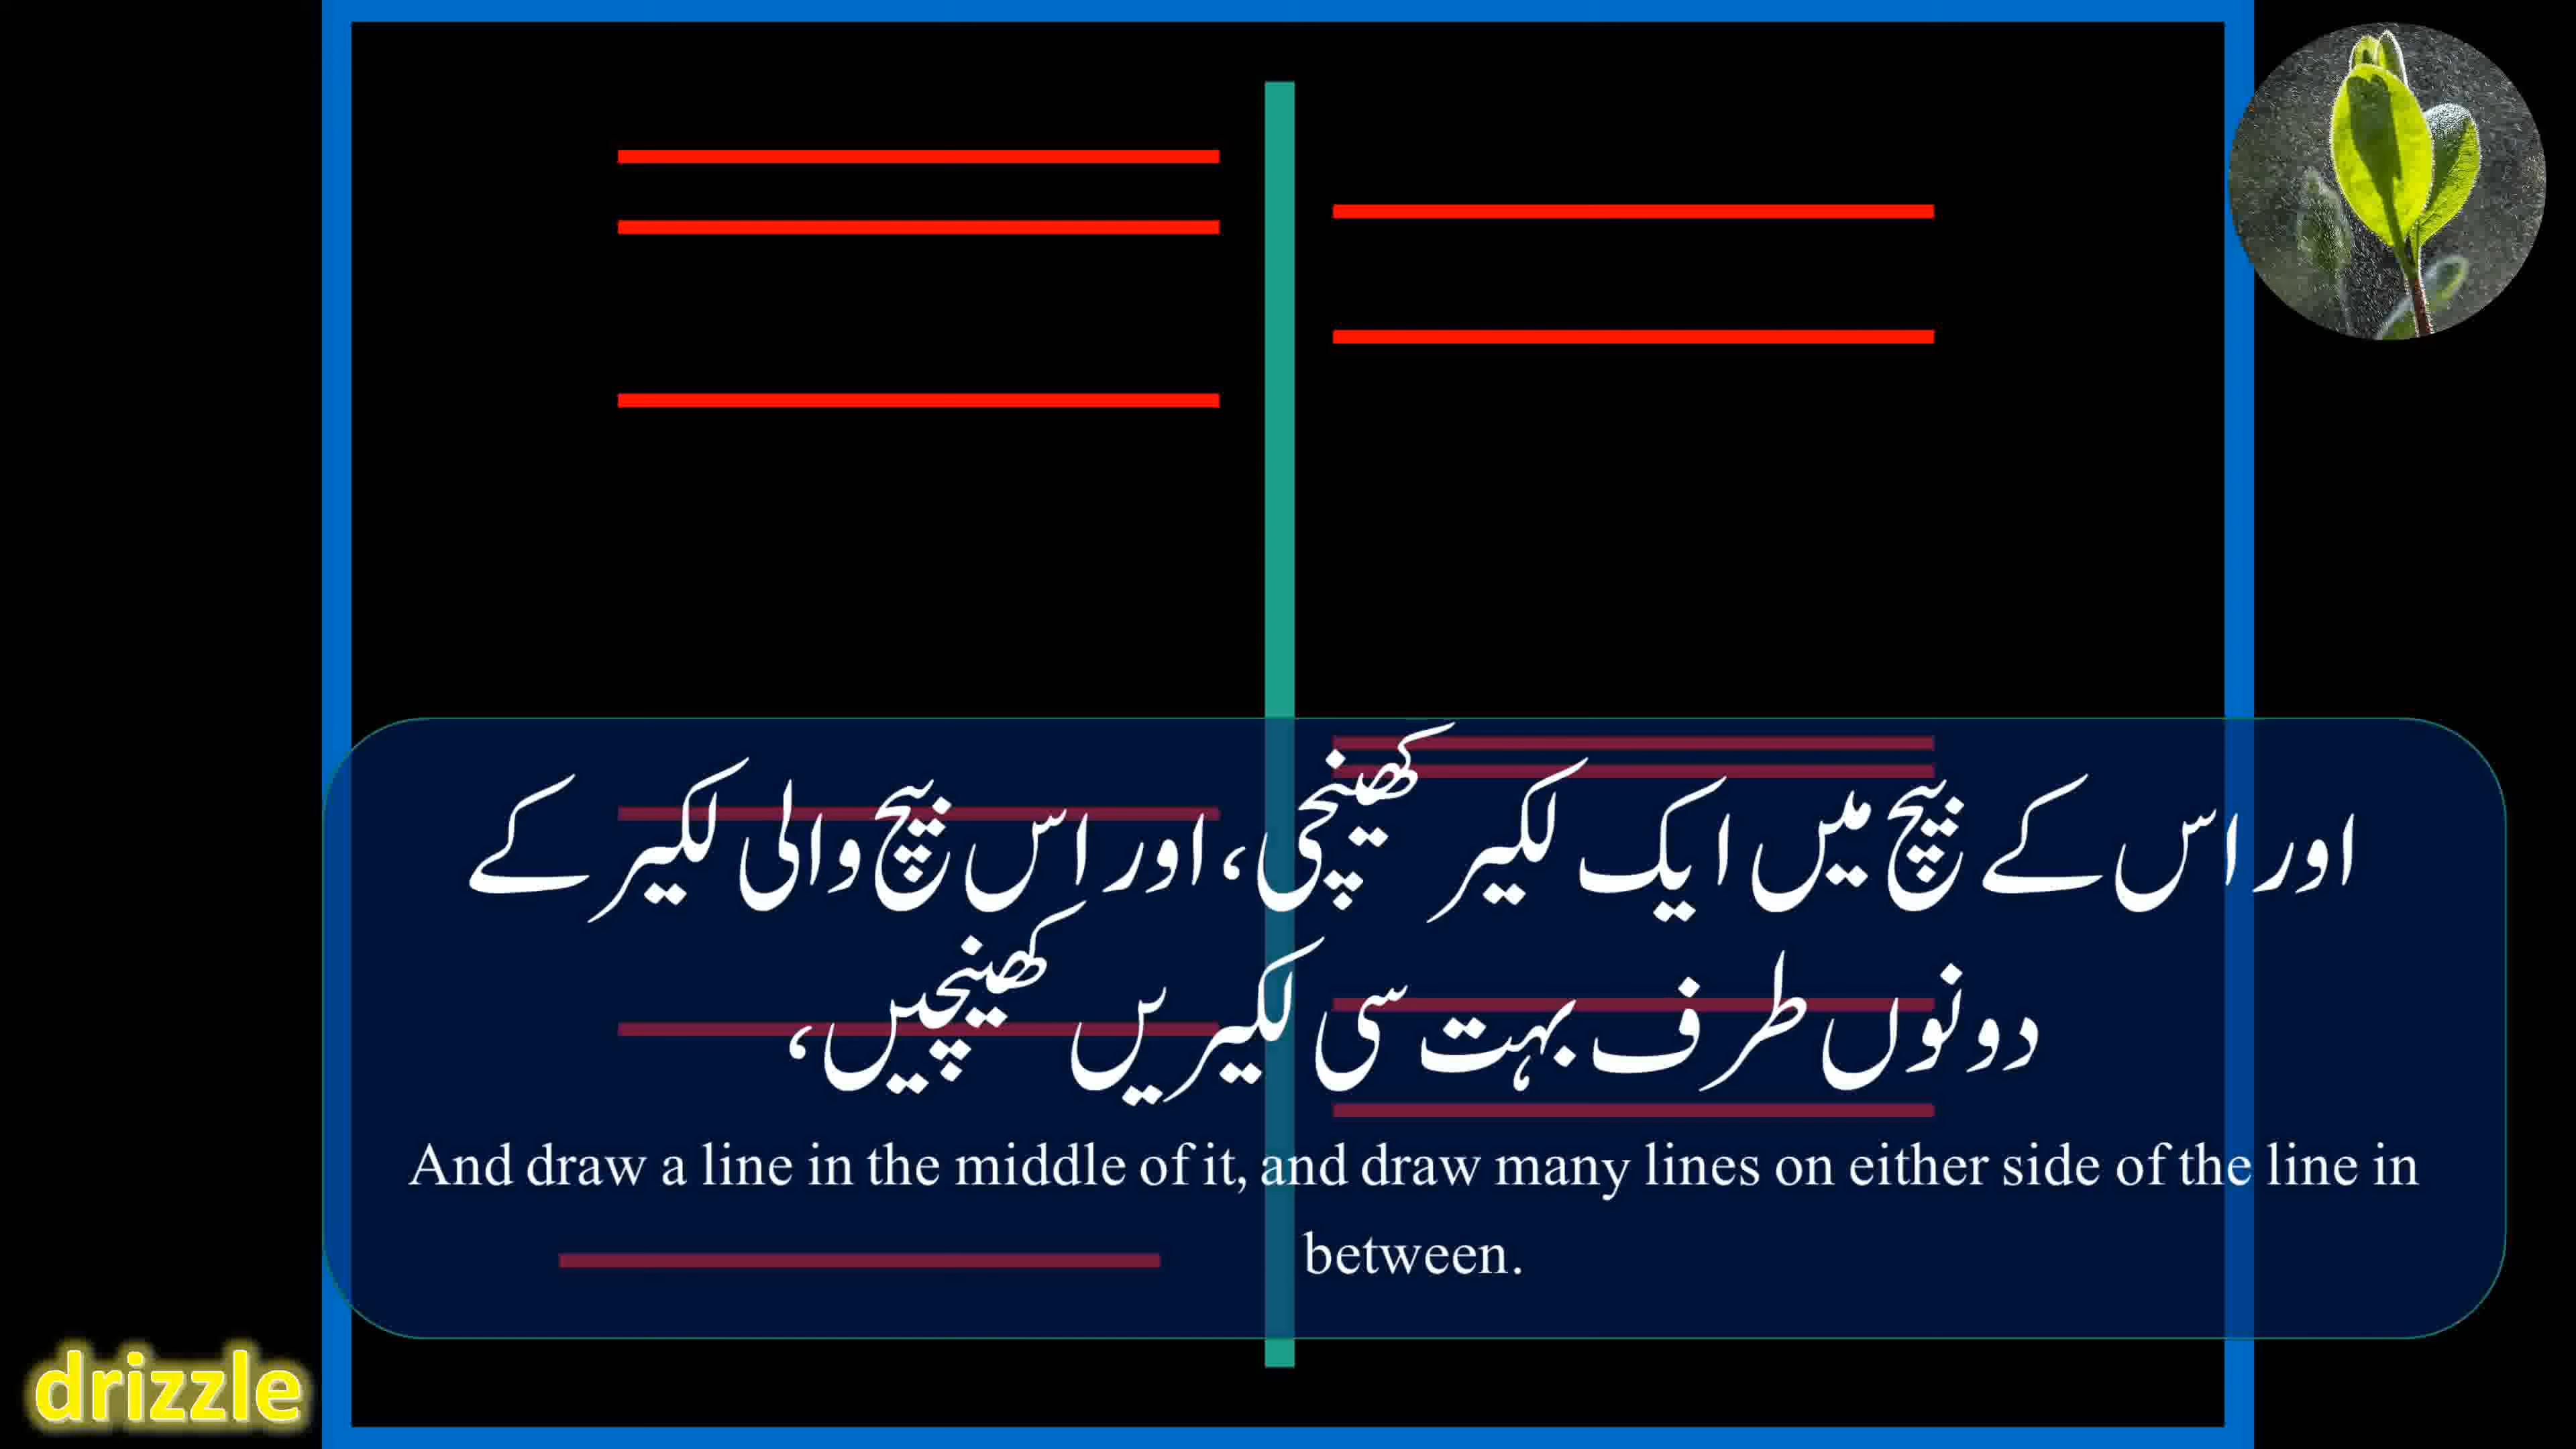 اور اس کے بیچ میں ایک لکیر کھینچی، اور اس بیچ والی لکیر کے
دونوں طرف بہت سی لکیریں کھینچیں،
And draw a line in the middle of it, and draw many lines on either side of the line in
between.
drizzle